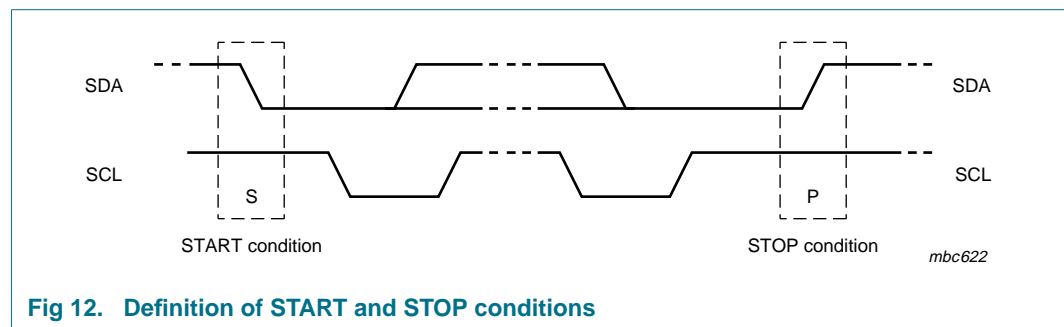 SDA
SDA
SCL
SCL
S
P
START condition
STOP condition
mbc622
Fig 12. Definition of START and STOP conditions